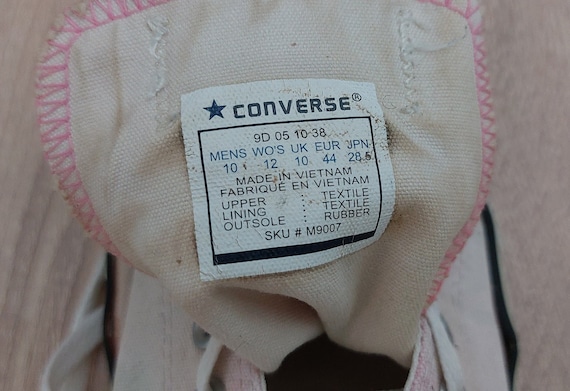 ★ CONVERSE®
9D 05 10 38
MENS WO'S UK EUR JPN
10 12 10 44 28.5
MADE IN VIETNAM
FABRIQUE EN VIETNAM
UPPER : TEXTILE
LINING : TEXTILE
OUTSOLE : RUBBER
SKU # M9007